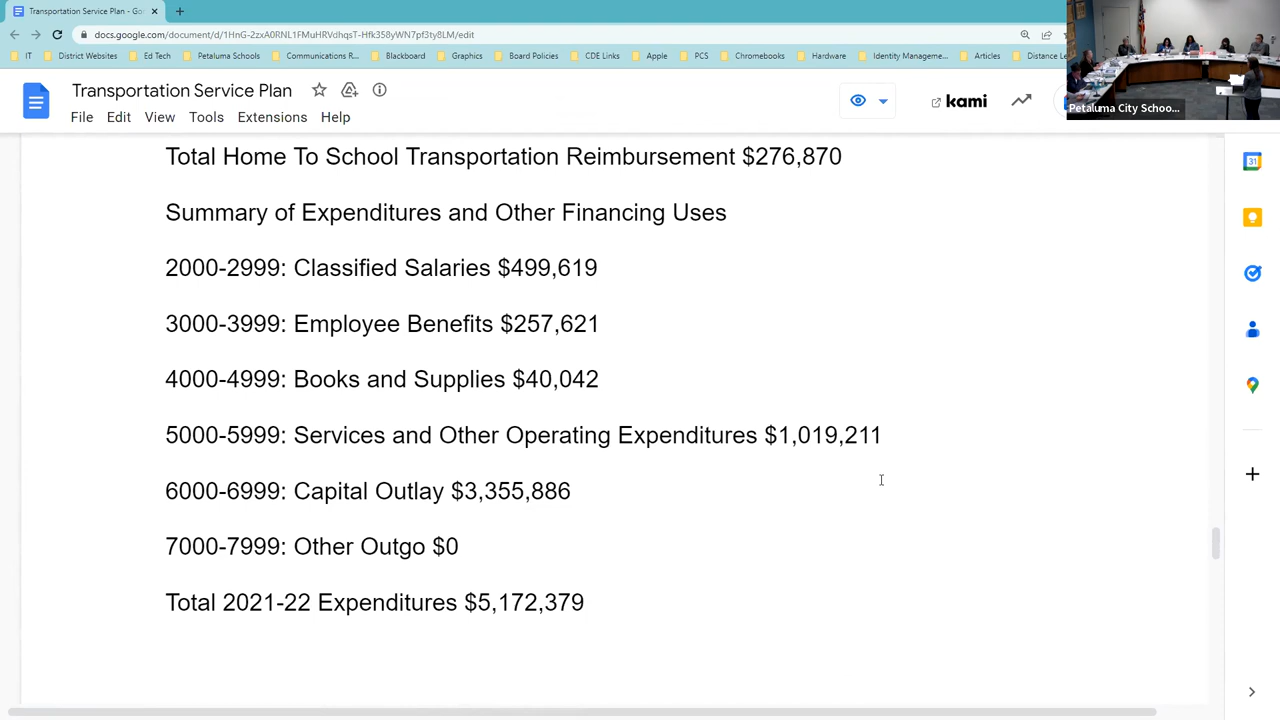 Transportation Service Plan - Go
docs.google.com/document/d/1HnG-2zxA0RNL1FMuHRVdhqsT-Hfk358yWN7pf3ty8LM/edit
IT District Websites Ed Tech Petaluma Schools Communications R... Blackboard Graphics Board Policies CDE Links Apple PCS Chromebooks Hardware Identity Manageme... Articles Distance Le
Transportation Service Plan
kami
File Edit View Tools Extensions Help
Petaluma City Schoo...
31
Total Home To School Transportation Reimbursement $276,870
Summary of Expenditures and Other Financing Uses
2000-2999: Classified Salaries $499,619
3000-3999: Employee Benefits $257,621
4000-4999: Books and Supplies $40,042
5000-5999: Services and Other Operating Expenditures $1,019,211
6000-6999: Capital Outlay $3,355,886
7000-7999: Other Outgo $0
Total 2021-22 Expenditures $5,172,379